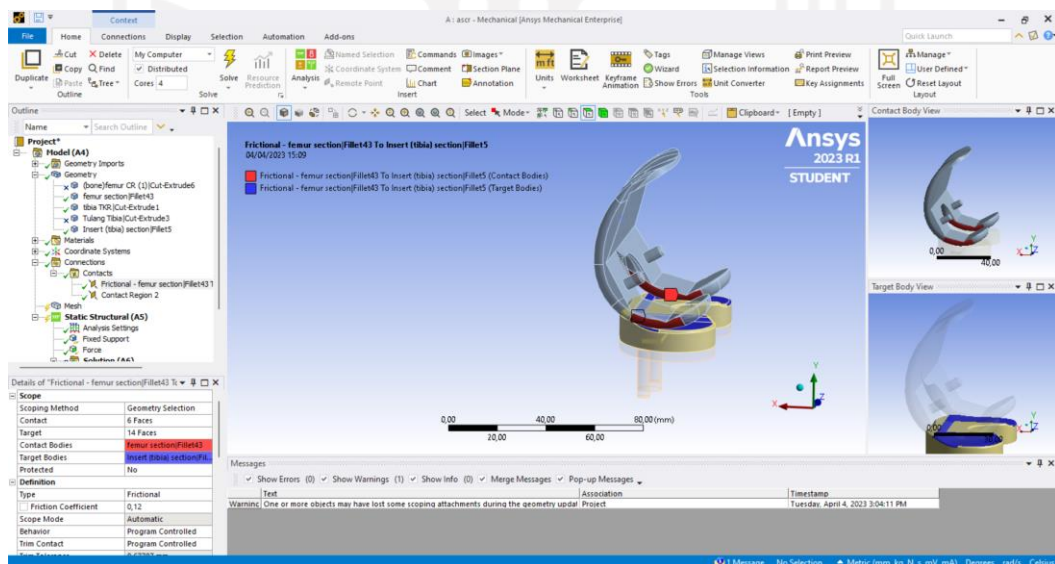 Context
A : ascr - Mechanical [Ansys Mechanical Enterprise]
File Home Connections Display Selection Automation Add-ons
Quick Launch
Duplicate
Cut
Copy
Paste
Delete
Find
Tree
Outline
My Computer
Distributed
Cores 4
Solve
Resource Prediction
Solve
Analysis
Named Selection
Coordinate System
Remote Point
Commands
Comment
Chart
Images
Section Plane
Annotation
Insert
Units
Worksheet
Keyframe Animation
Tags
Wizard
Show Errors
Manage Views
Selection Information
Unit Converter
Print Preview
Report Preview
Key Assignments
Tools
Full Screen
Manage
User Defined
Reset Layout
Layout
Outline
Name Search Outline
Project*
Model (A4)
Geometry Imports
Geometry
(bone)femur CR (1)|Cut-Extrude6
femur section|Fillet43
tibia TKR|Cut-Extrude1
Tulang Tibia|Cut-Extrude3
Insert (tibia) section|Fillet5
Materials
Coordinate Systems
Connections
Contacts
Frictional - femur section|Fillet43 T
Contact Region 2
Mesh
Static Structural (A5)
Analysis Settings
Fixed Support
Force
Solution (A6)
Details of "Frictional - femur section|Fillet43 Tc
Scope
Scoping Method Geometry Selection
Contact 6 Faces
Target 14 Faces
Contact Bodies femur section|Fillet43
Target Bodies Insert (tibia) section|Fil...
Protected No
Definition
Type Frictional
Friction Coefficient 0,12
Scope Mode Automatic
Behavior Program Controlled
Trim Contact Program Controlled
Select Mode Clipboard [Empty]
Frictional - femur section|Fillet43 To Insert (tibia) section|Fillet5
04/04/2023 15:09
Frictional - femur section|Fillet43 To Insert (tibia) section|Fillet5 (Contact Bodies)
Frictional - femur section|Fillet43 To Insert (tibia) section|Fillet5 (Target Bodies)
Ansys
2023 R1
STUDENT
0,00 40,00 80,00 (mm)
20,00 60,00
Y
X
Z
Contact Body View
0,00
40,00
Y
X
Z
Target Body View
Y
X
Z
Messages
Show Errors (0) Show Warnings (1) Show Info (0) Merge Messages Pop-up Messages
Text Association Timestamp
Warning One or more objects may have lost some scoping attachments during the geometry updat Project Tuesday, April 4, 2023 3:04:11 PM
1 Message No Selection Metric (mm, kg, N, s, mV, mA) Degrees rad/s Celsius